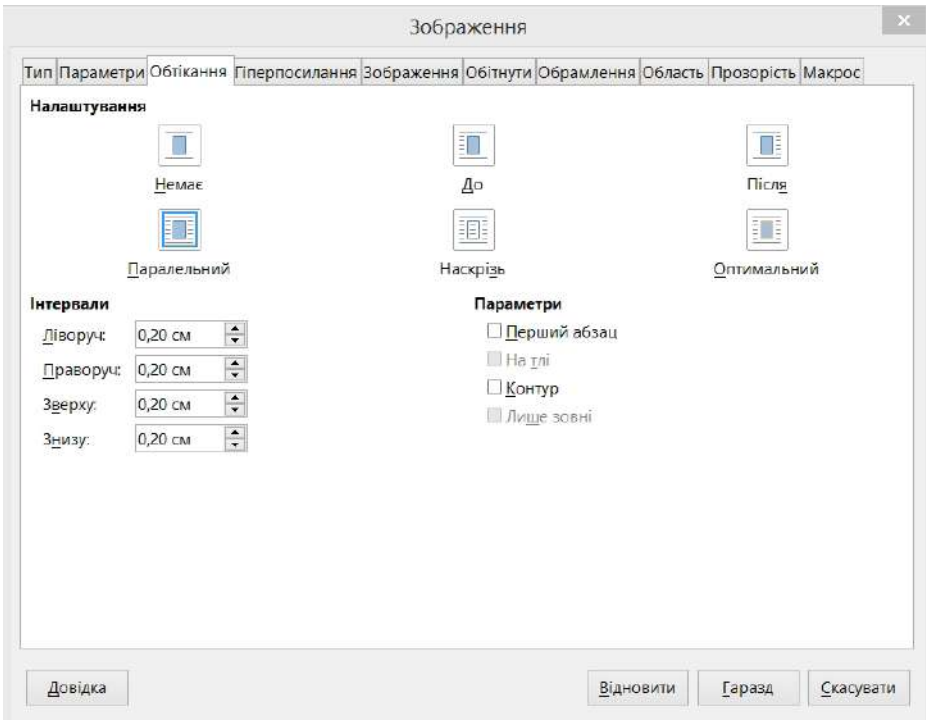 Зображення
Тип Параметри Обтікання Гіперпосилання Зображення Обітнути Обрамлення Область Прозорість Макрос
Налаштування
Немає До Після
Паралельний Наскрізь Оптимальний
Інтервали Параметри
Ліворуч: 0,20 см Перший абзац
Праворуч: 0,20 см На тлі
Зверху: 0,20 см Контур
Знизу: 0,20 см Лише зовні
Довідка Відновити Гаразд Скасувати